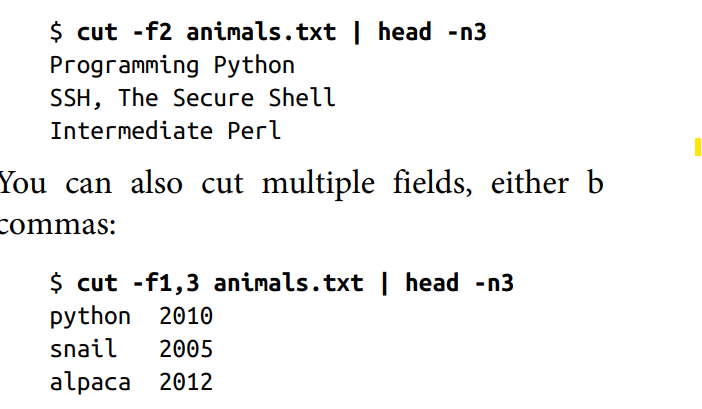 $ cut -f2 animals.txt | head -n3
Programming Python
SSH, The Secure Shell
Intermediate Perl
You can also cut multiple fields, either b
commas:
$ cut -f1,3 animals.txt | head -n3
python  2010
snail   2005
alpaca  2012